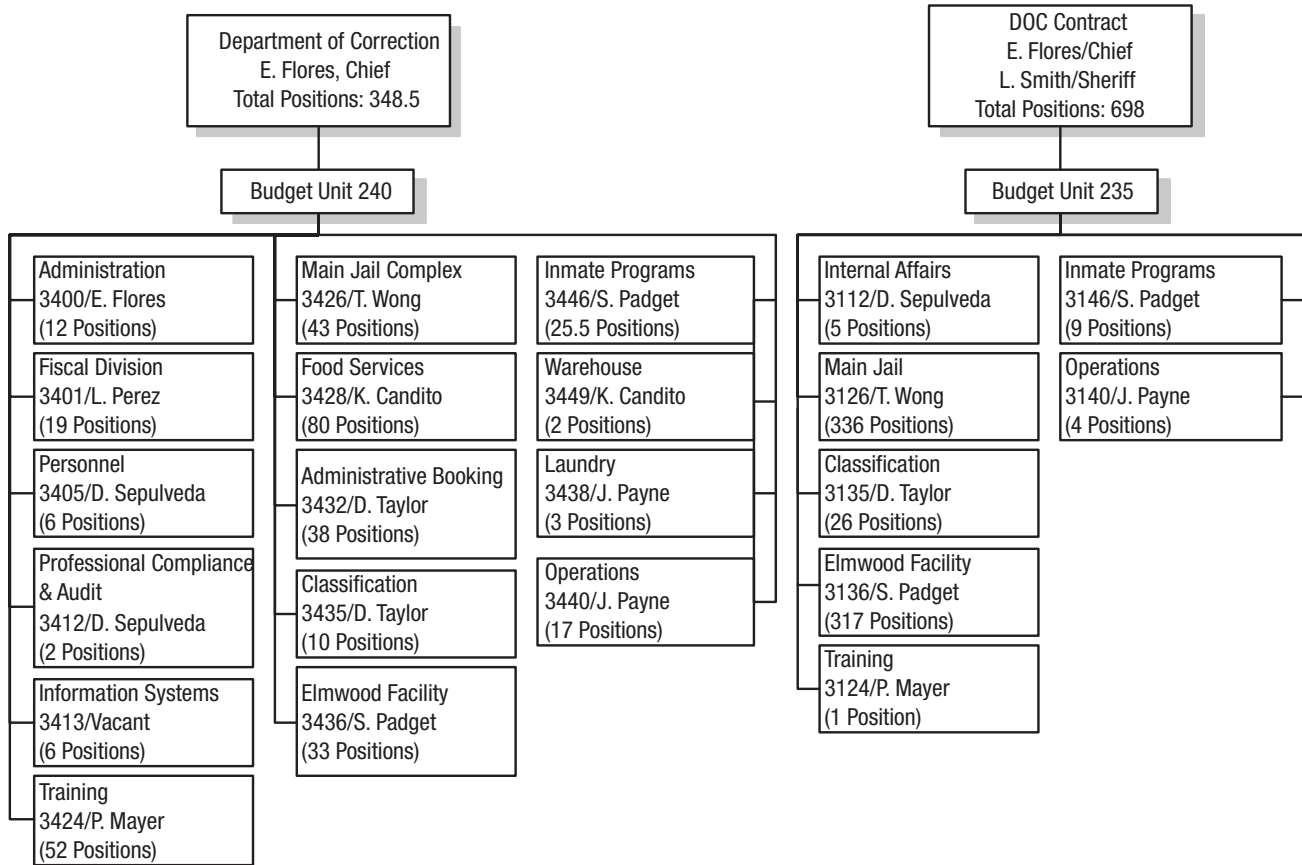 Department of Correction
E. Flores, Chief
Total Positions: 348.5
Budget Unit 240
Administration
3400/E. Flores
(12 Positions)
Fiscal Division
3401/L. Perez
(19 Positions)
Personnel
3405/D. Sepulveda
(6 Positions)
Professional Compliance
& Audit
3412/D. Sepulveda
(2 Positions)
Information Systems
3413/Vacant
(6 Positions)
Training
3424/P. Mayer
(52 Positions)
Main Jail Complex
3426/T. Wong
(43 Positions)
Food Services
3428/K. Candito
(80 Positions)
Administrative Booking
3432/D. Taylor
(38 Positions)
Classification
3435/D. Taylor
(10 Positions)
Elmwood Facility
3436/S. Padget
(33 Positions)
Inmate Programs
3446/S. Padget
(25.5 Positions)
Warehouse
3449/K. Candito
(2 Positions)
Laundry
3438/J. Payne
(3 Positions)
Operations
3440/J. Payne
(17 Positions)
DOC Contract
E. Flores/Chief
L. Smith/Sheriff
Total Positions: 698
Budget Unit 235
Internal Affairs
3112/D. Sepulveda
(5 Positions)
Main Jail
3126/T. Wong
(336 Positions)
Classification
3135/D. Taylor
(26 Positions)
Elmwood Facility
3136/S. Padget
(317 Positions)
Training
3124/P. Mayer
(1 Position)
Inmate Programs
3146/S. Padget
(9 Positions)
Operations
3140/J. Payne
(4 Positions)